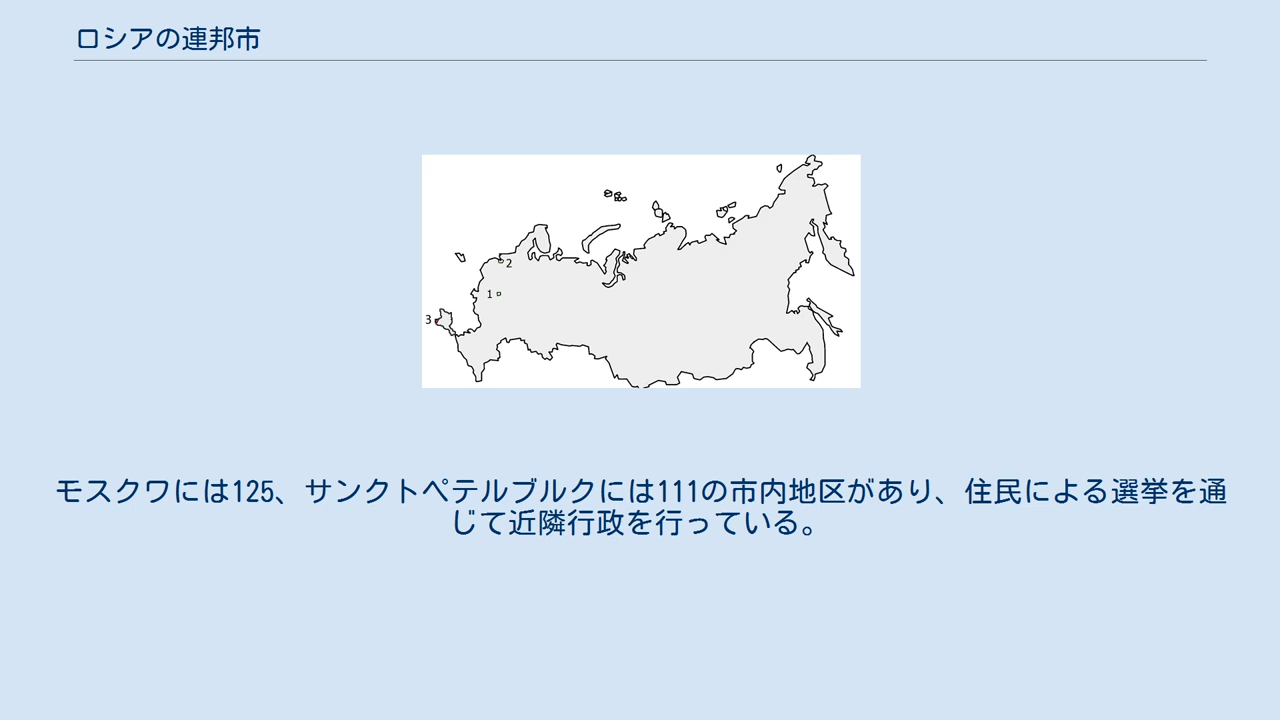 ロシアの連邦市
2
1
3
モスクワには125、サンクトペテルブルクには111の市内地区があり、住民による選挙を通
じて近隣行政を行っている。